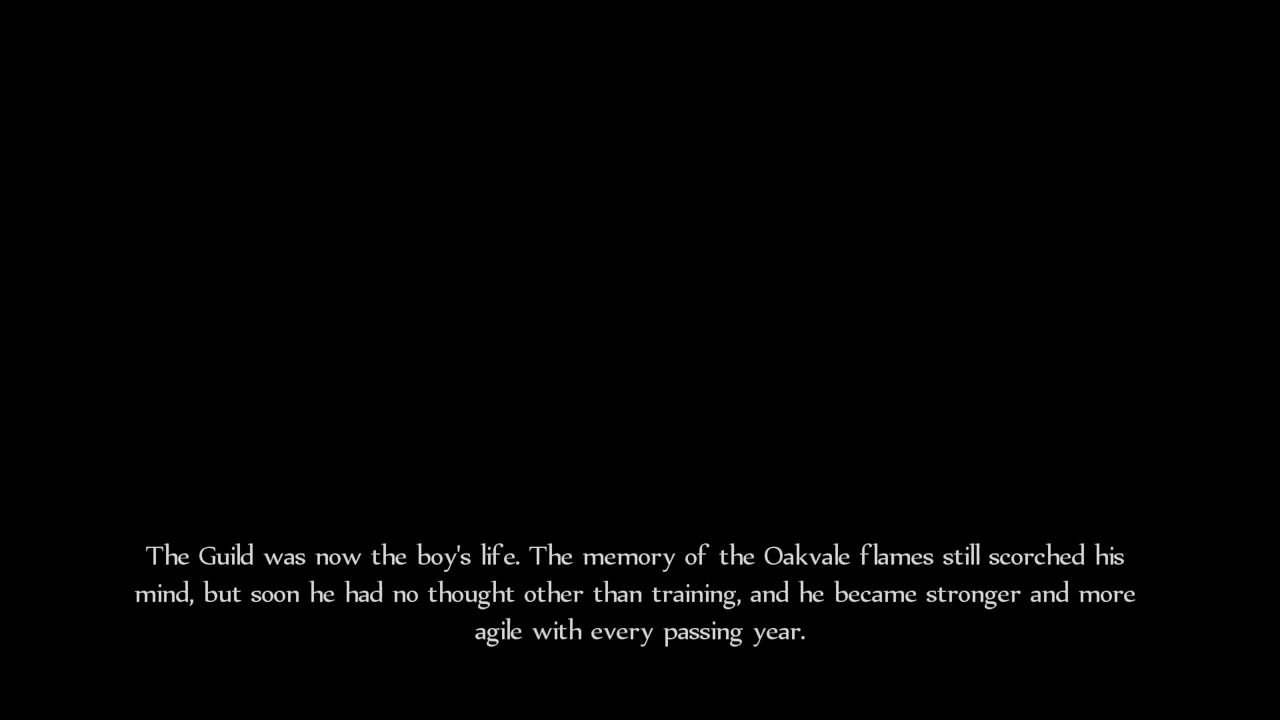 The Guild was now the boy's life. The memory of the Oakvale flames still scorched his
mind, but soon he had no thought other than training, and he became stronger and more
agile with every passing year.